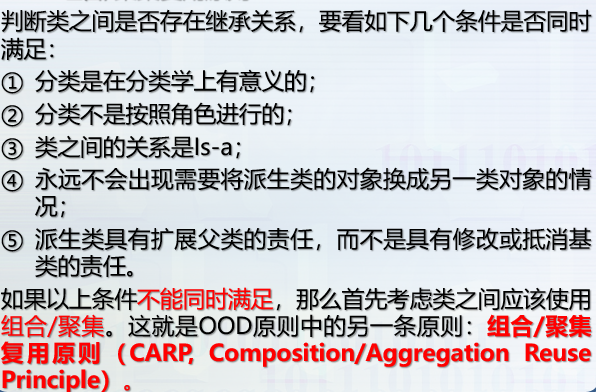 判断类之间是否存在继承关系，要看如下几个条件是否同时
满足：
① 分类是在分类学上有意义的；
② 分类不是按照角色进行的；
③ 类之间的关系是Is-a；
④ 永远不会出现需要将派生类的对象换成另一类对象的情
况；
⑤ 派生类具有扩展父类的责任，而不是具有修改或抵消基
类的责任。
如果以上条件不能同时满足，那么首先考虑类之间应该使用
组合/聚集。这就是OOD原则中的另一条原则：组合/聚集
复用原则（CARP, Composition/Aggregation Reuse
Principle）。